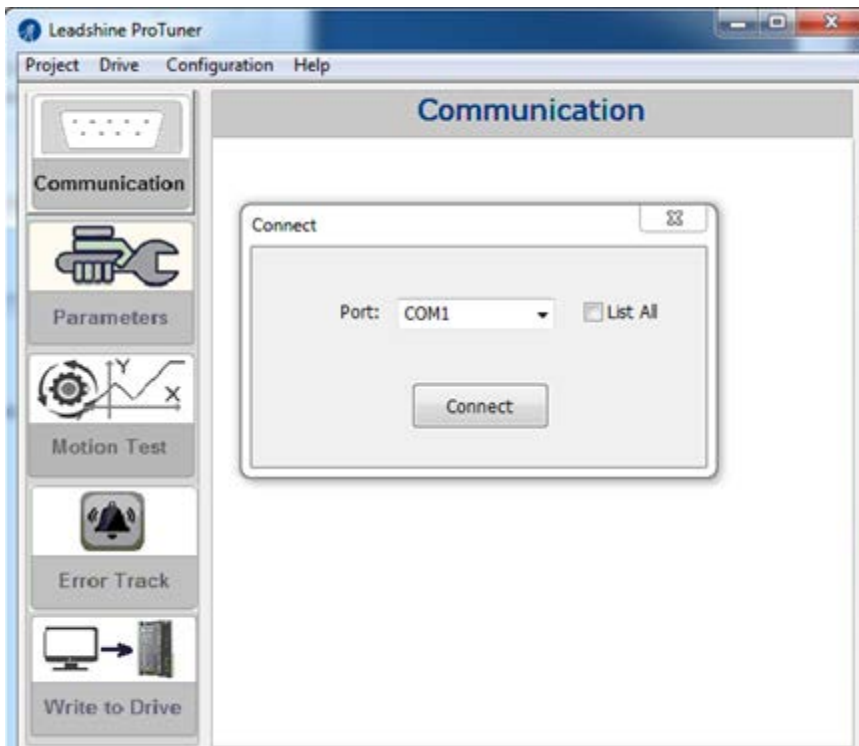 Leadshine ProTuner
Project Drive Configuration Help
Communication
Communication
Parameters
Y
X
Motion Test
Error Track
Write to Drive
Connect
Port: COM1 List All
Connect